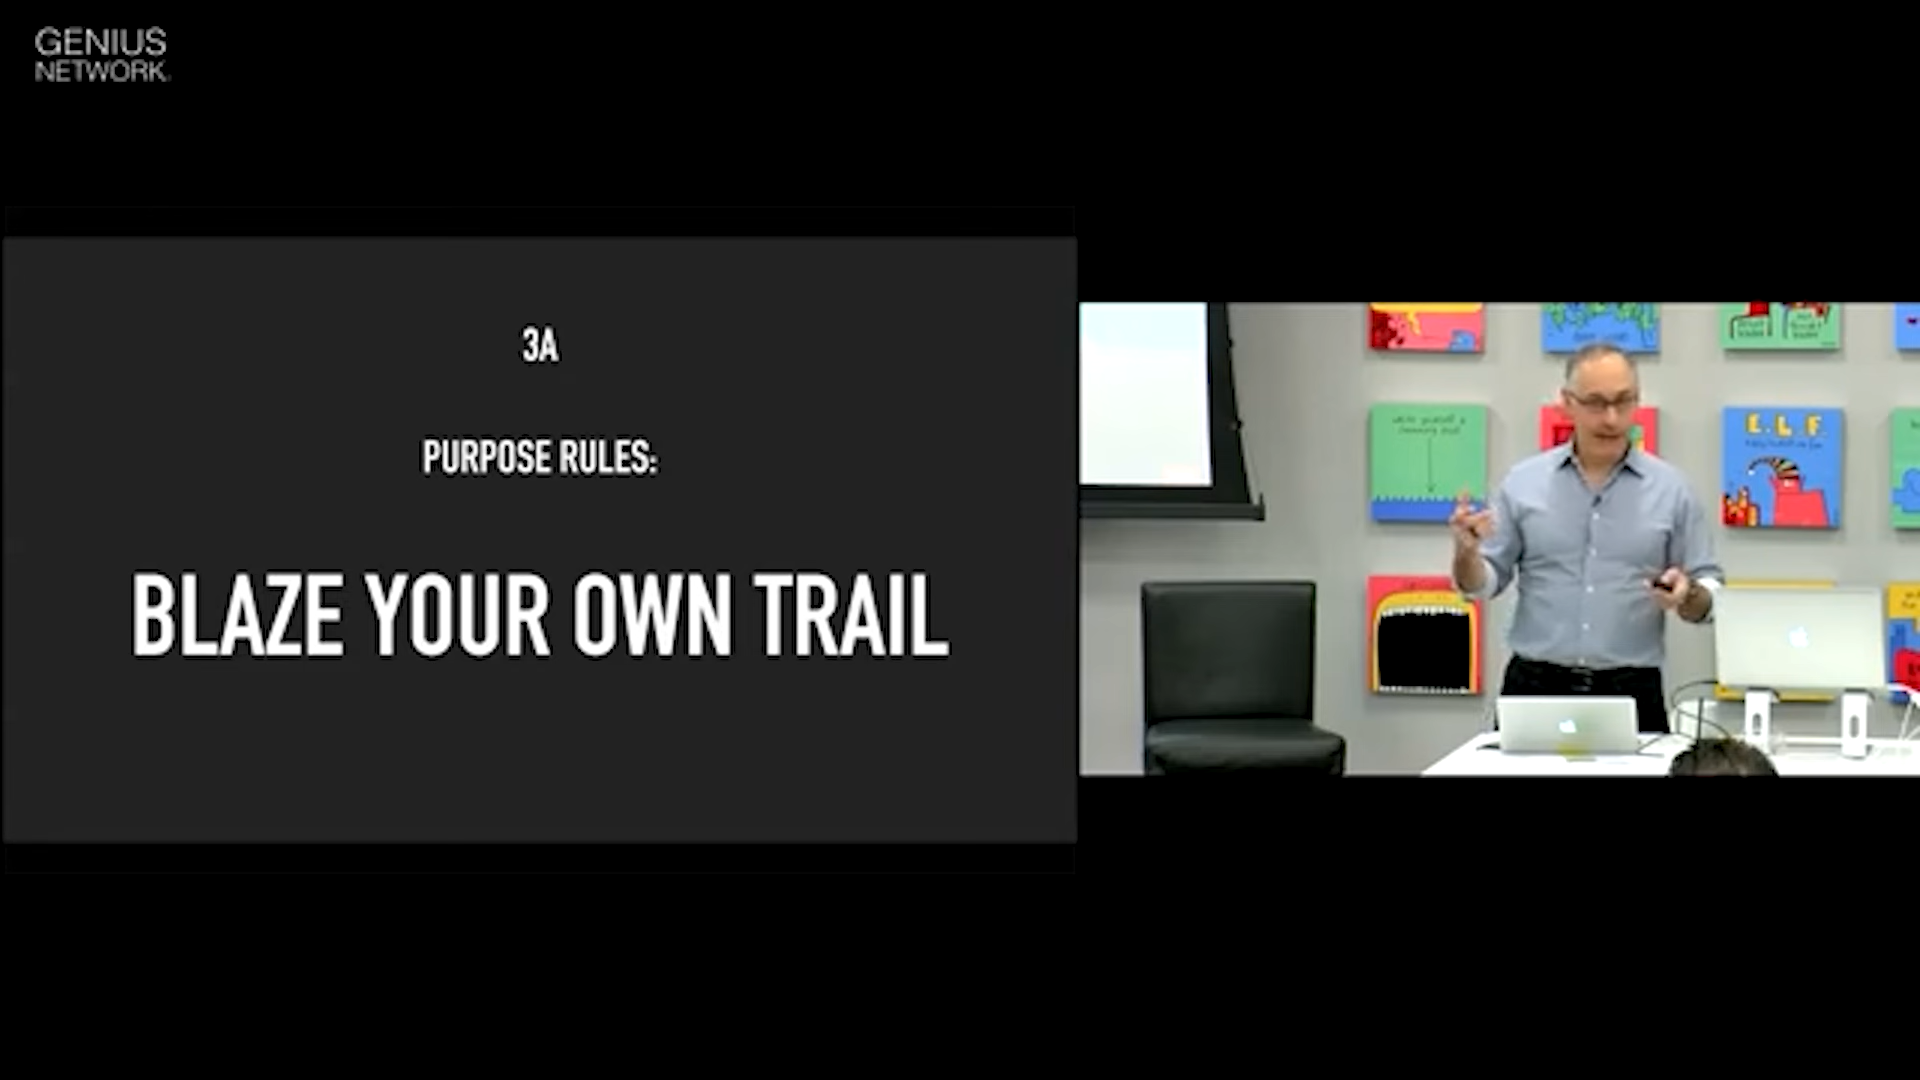 GENIUS
NETWORK
3A
PURPOSE RULES:
BLAZE YOUR OWN TRAIL
E.L.F.